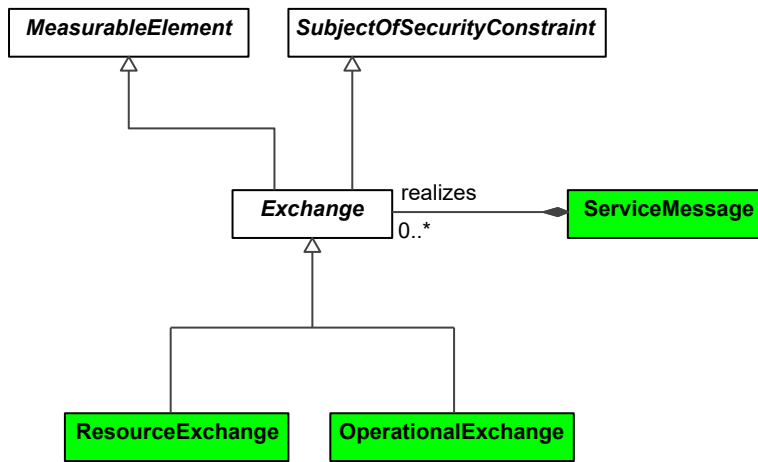 MeasurableElement
SubjectOfSecurityConstraint
realizes
Exchange
ServiceMessage
0..*
ResourceExchange
OperationalExchange